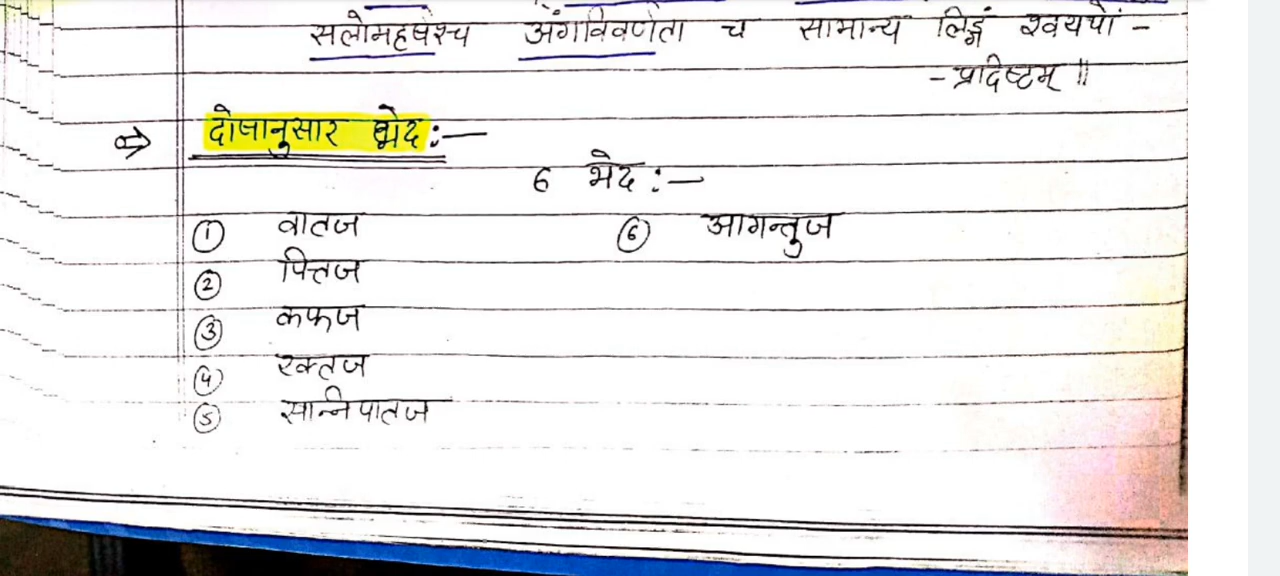 सलोमहर्षश्च अंगविवर्णता च सामान्य लिङ्गं श्वयथो -
- प्रदिष्टम् ॥
⇒ दोषानुसार भेद :—
6 भेद :—
① वातज ⑥ आगन्तुज
② पित्तज
③ कफज
④ रक्तज
⑤ सान्निपातज